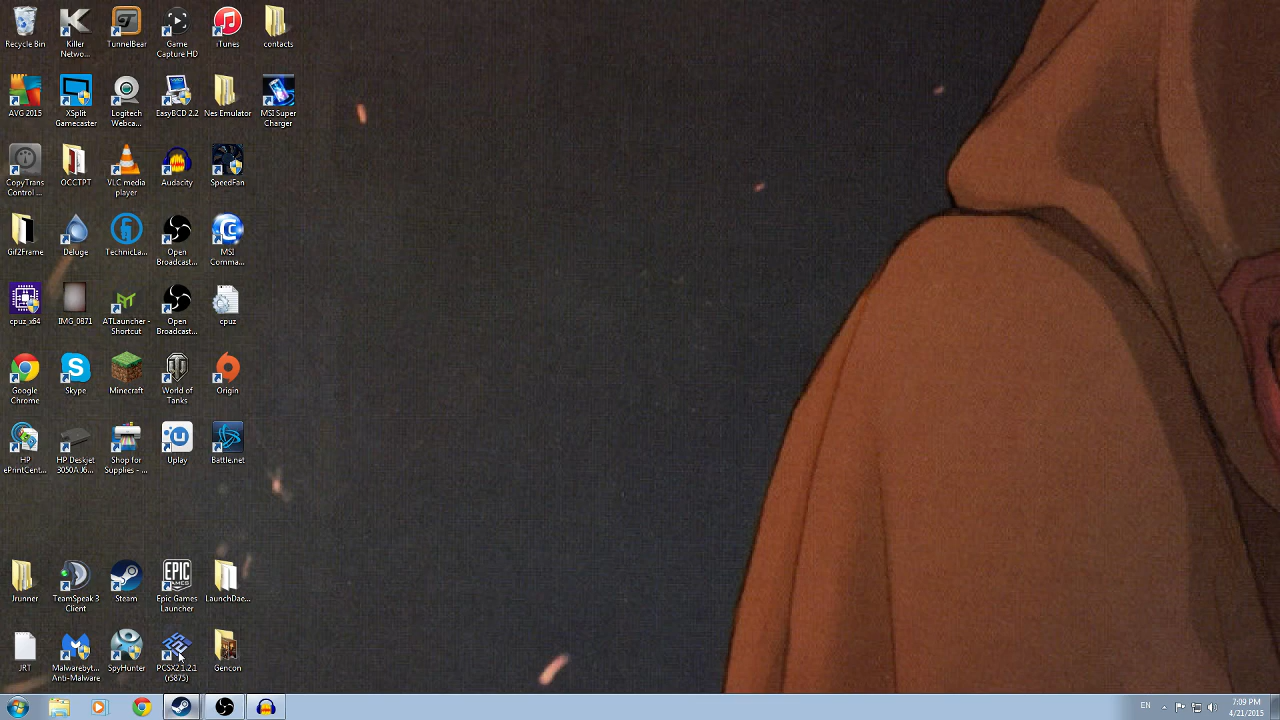 Recycle Bin
Killer
Netwo...
TunnelBear
Game
Capture HD
iTunes
contacts
AVG 2015
XSplit
Gamecaster
Logitech
Webca...
EasyBCD 2.2
Nes Emulator
MSI Super
Charger
CopyTrans
Control ...
OCCTPT
VLC media
player
Audacity
SpeedFan
Gif2Frame
Deluge
TechnicLa...
Open
Broadcast...
MSI
Comma...
cpuz_x64
IMG_0871
ATLauncher -
Shortcut
Open
Broadcast...
cpuz
Google
Chrome
Skype
Minecraft
World of
Tanks
Origin
HP
ePrintCent...
HP Deskjet
3050A J6...
Shop for
Supplies - ...
Uplay
Battle.net
Jrunner
TeamSpeak 3
Client
Steam
EPIC
GAMES
Epic Games
Launcher
LaunchDae...
JRT
Malwarebyt...
Anti-Malware
SpyHunter
PCSX2 1.2.1
(r5875)
Gencon
EN
7:09 PM
4/21/2015